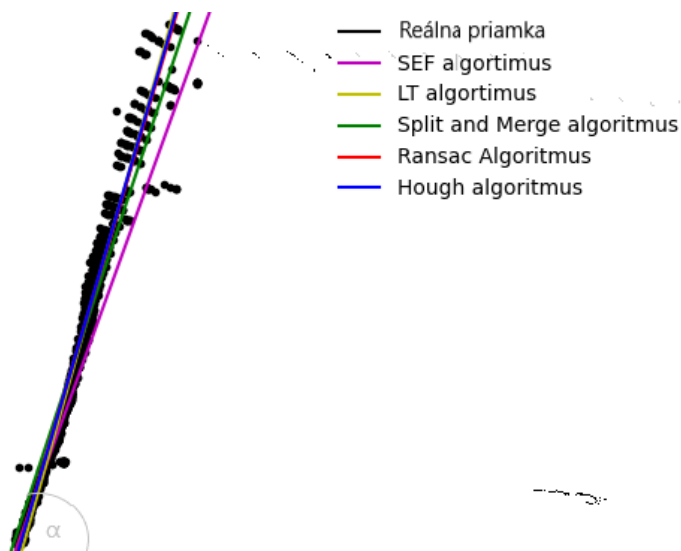 Reálna priamka
SEF algortimus
LT algortimus
Split and Merge algoritmus
Ransac Algoritmus
Hough algoritmus
α